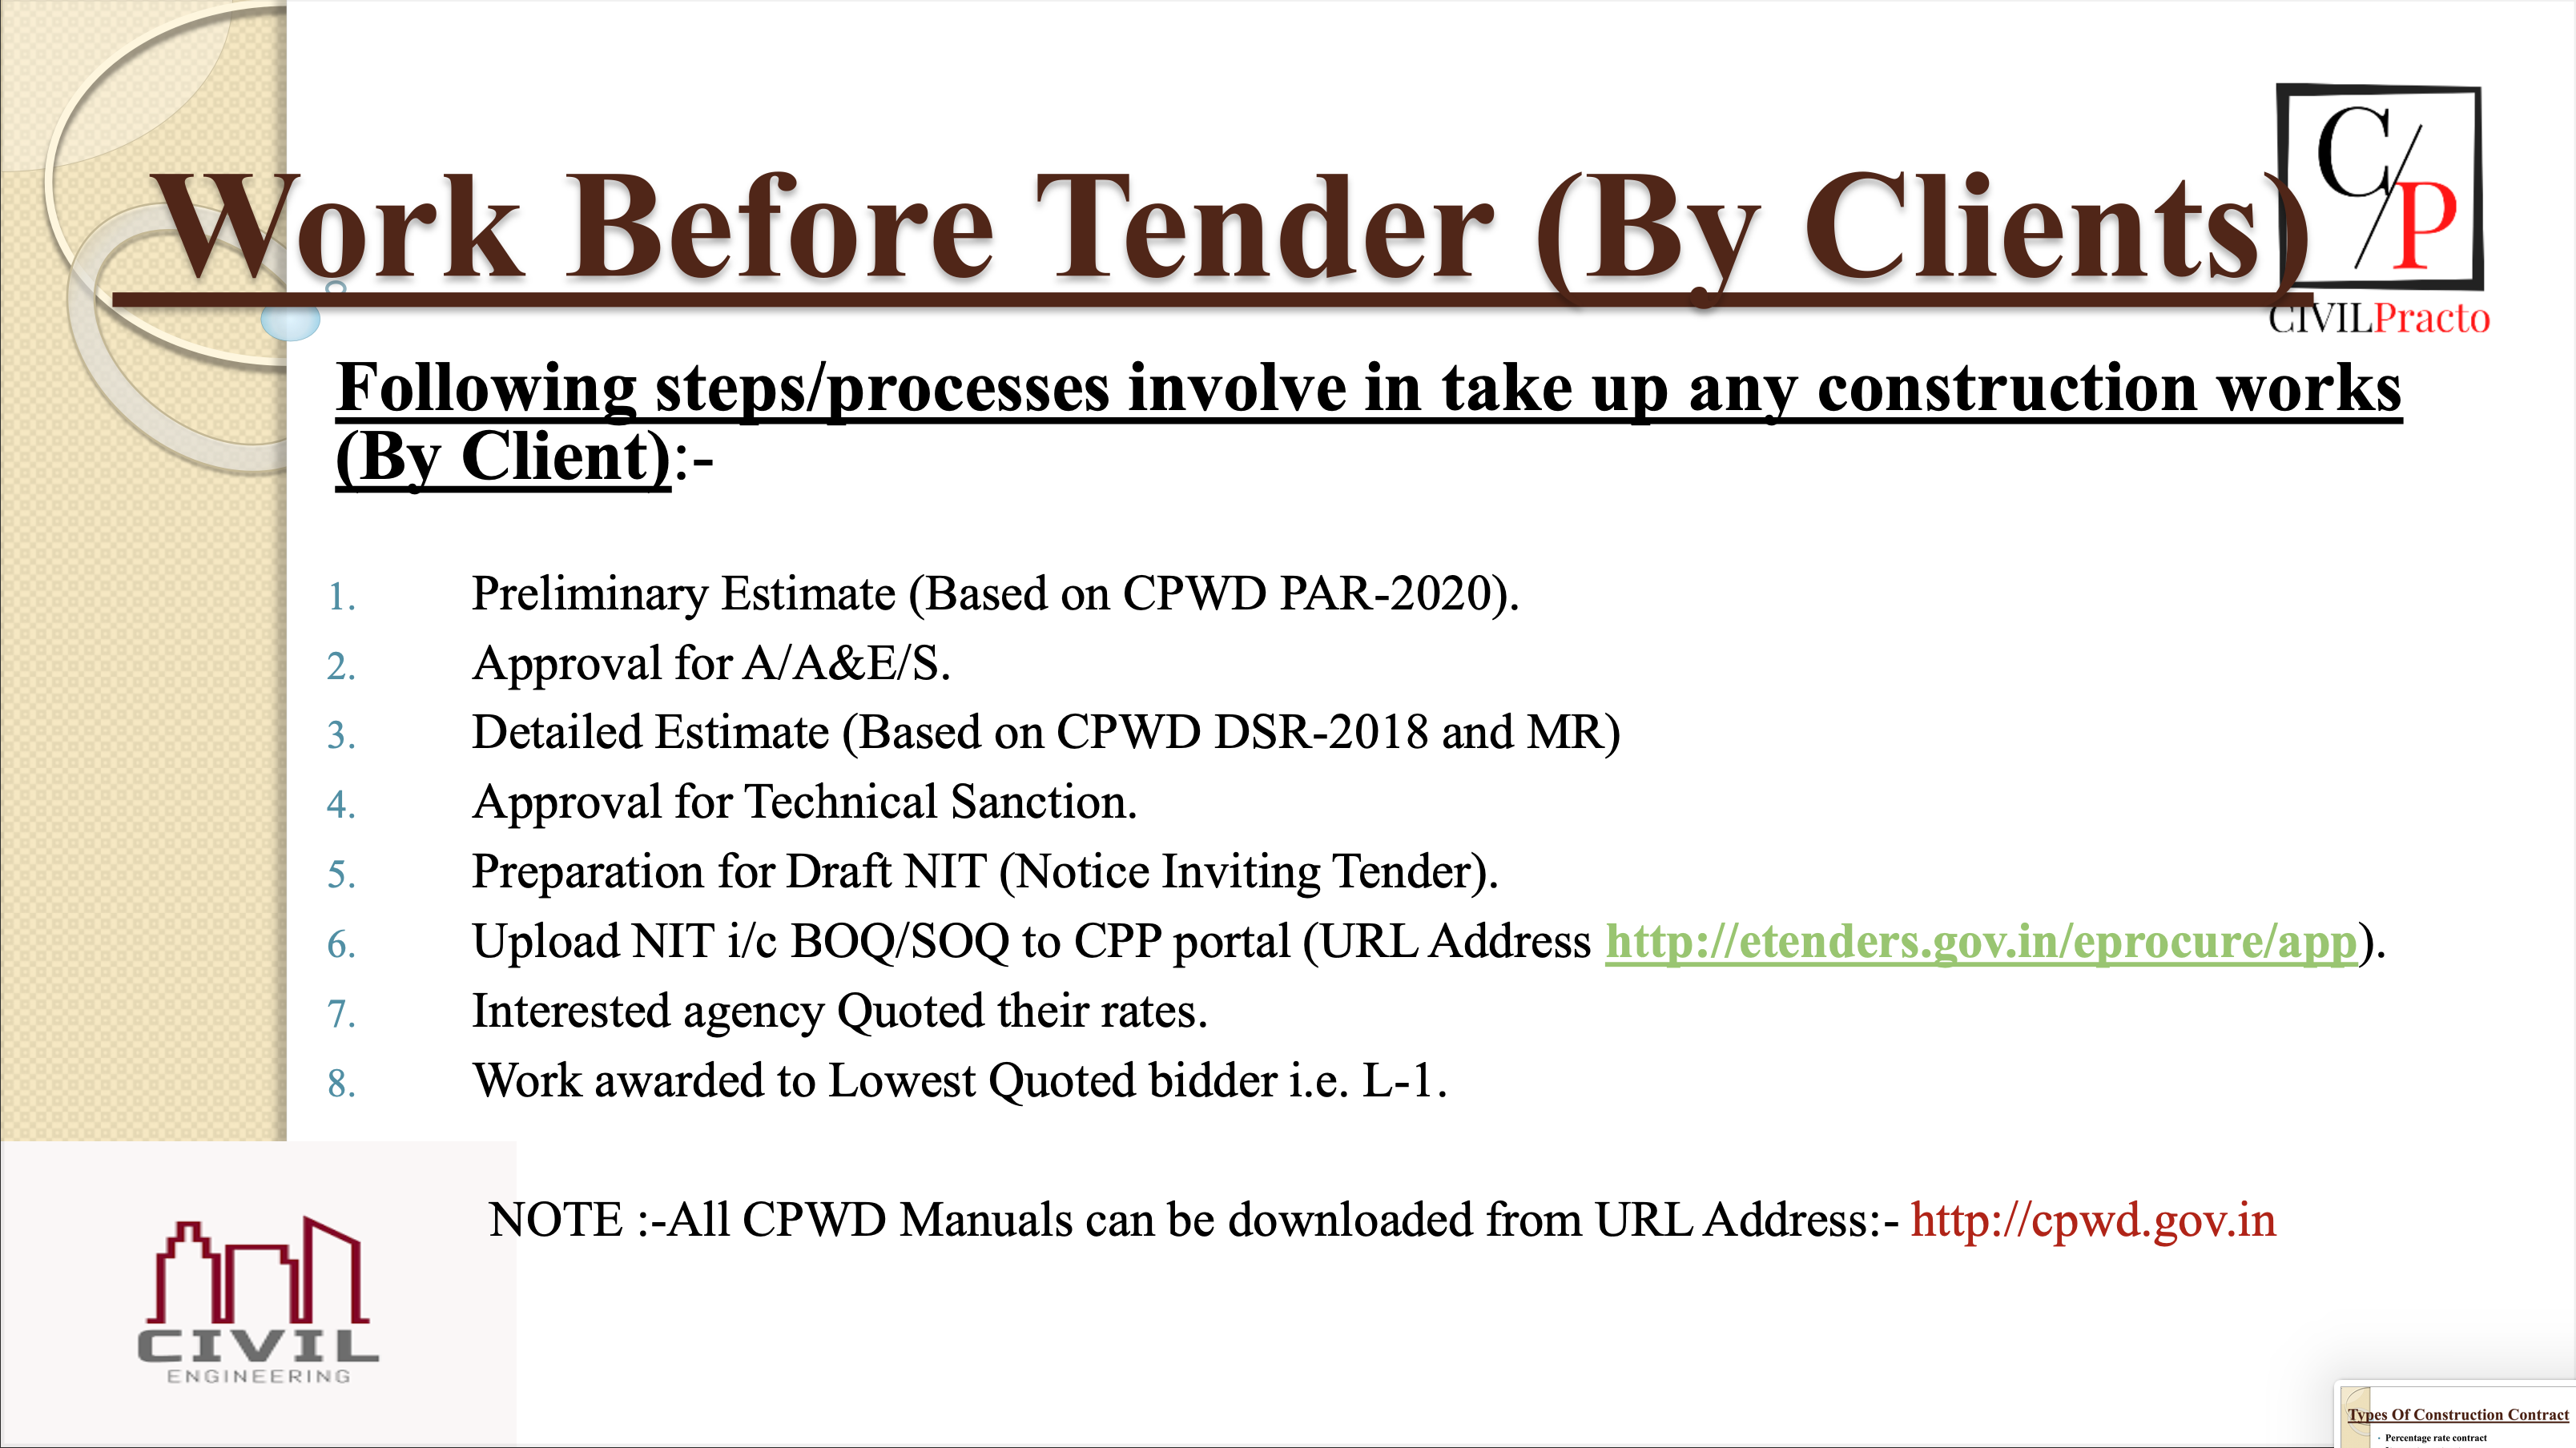 Work Before Tender (By Clients)
C/P
CIVILPracto
Following steps/processes involve in take up any construction works
(By Client):-
1. Preliminary Estimate (Based on CPWD PAR-2020).
2. Approval for A/A&E/S.
3. Detailed Estimate (Based on CPWD DSR-2018 and MR)
4. Approval for Technical Sanction.
5. Preparation for Draft NIT (Notice Inviting Tender).
6. Upload NIT i/c BOQ/SOQ to CPP portal (URL Address http://etenders.gov.in/eprocure/app).
7. Interested agency Quoted their rates.
8. Work awarded to Lowest Quoted bidder i.e. L-1.
NOTE :-All CPWD Manuals can be downloaded from URL Address:- http://cpwd.gov.in
CIVIL
ENGINEERING
Types Of Construction Contract
Percentage rate contract